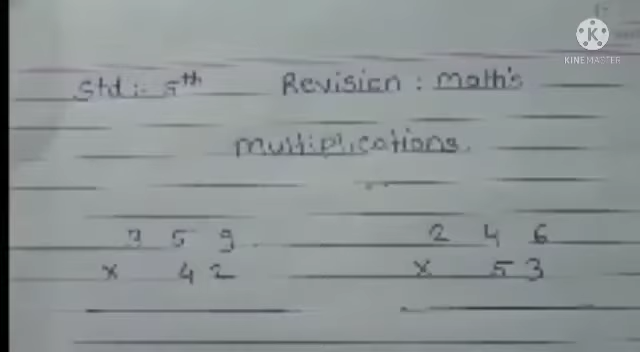 K
KINEMASTER
Std :- 5th Revision : math's
multiplications.
3 5 9 2 4 6
x 4 2 x 5 3